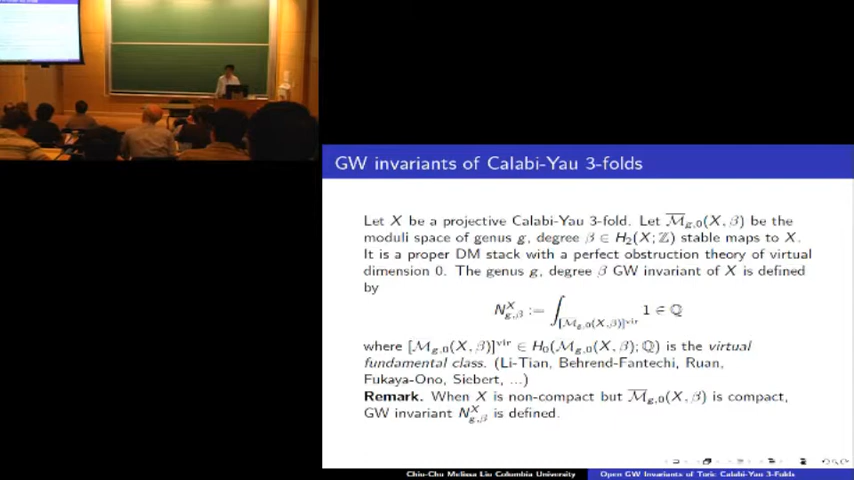 GW invariants of Calabi-Yau 3-folds
Let X be a projective Calabi-Yau 3-fold. Let M̅_{g,0}(X, β) be the
moduli space of genus g, degree β ∈ H₂(X; ℤ) stable maps to X.
It is a proper DM stack with a perfect obstruction theory of virtual
dimension 0. The genus g, degree β GW invariant of X is defined
by
N^X_{g,β} := ∫_{[M̅_{g,0}(X,β)]^{vir}} 1 ∈ ℚ
where [M̅_{g,0}(X, β)]^{vir} ∈ H₀(M̅_{g,0}(X, β); ℚ) is the virtual
fundamental class. (Li-Tian, Behrend-Fantechi, Ruan,
Fukaya-Ono, Siebert, ...)
Remark. When X is non-compact but M̅_{g,0}(X, β) is compact,
GW invariant N^X_{g,β} is defined.
Chiu-Chu Melissa Liu Columbia University
Open GW Invariants of Toric Calabi-Yau 3-Folds